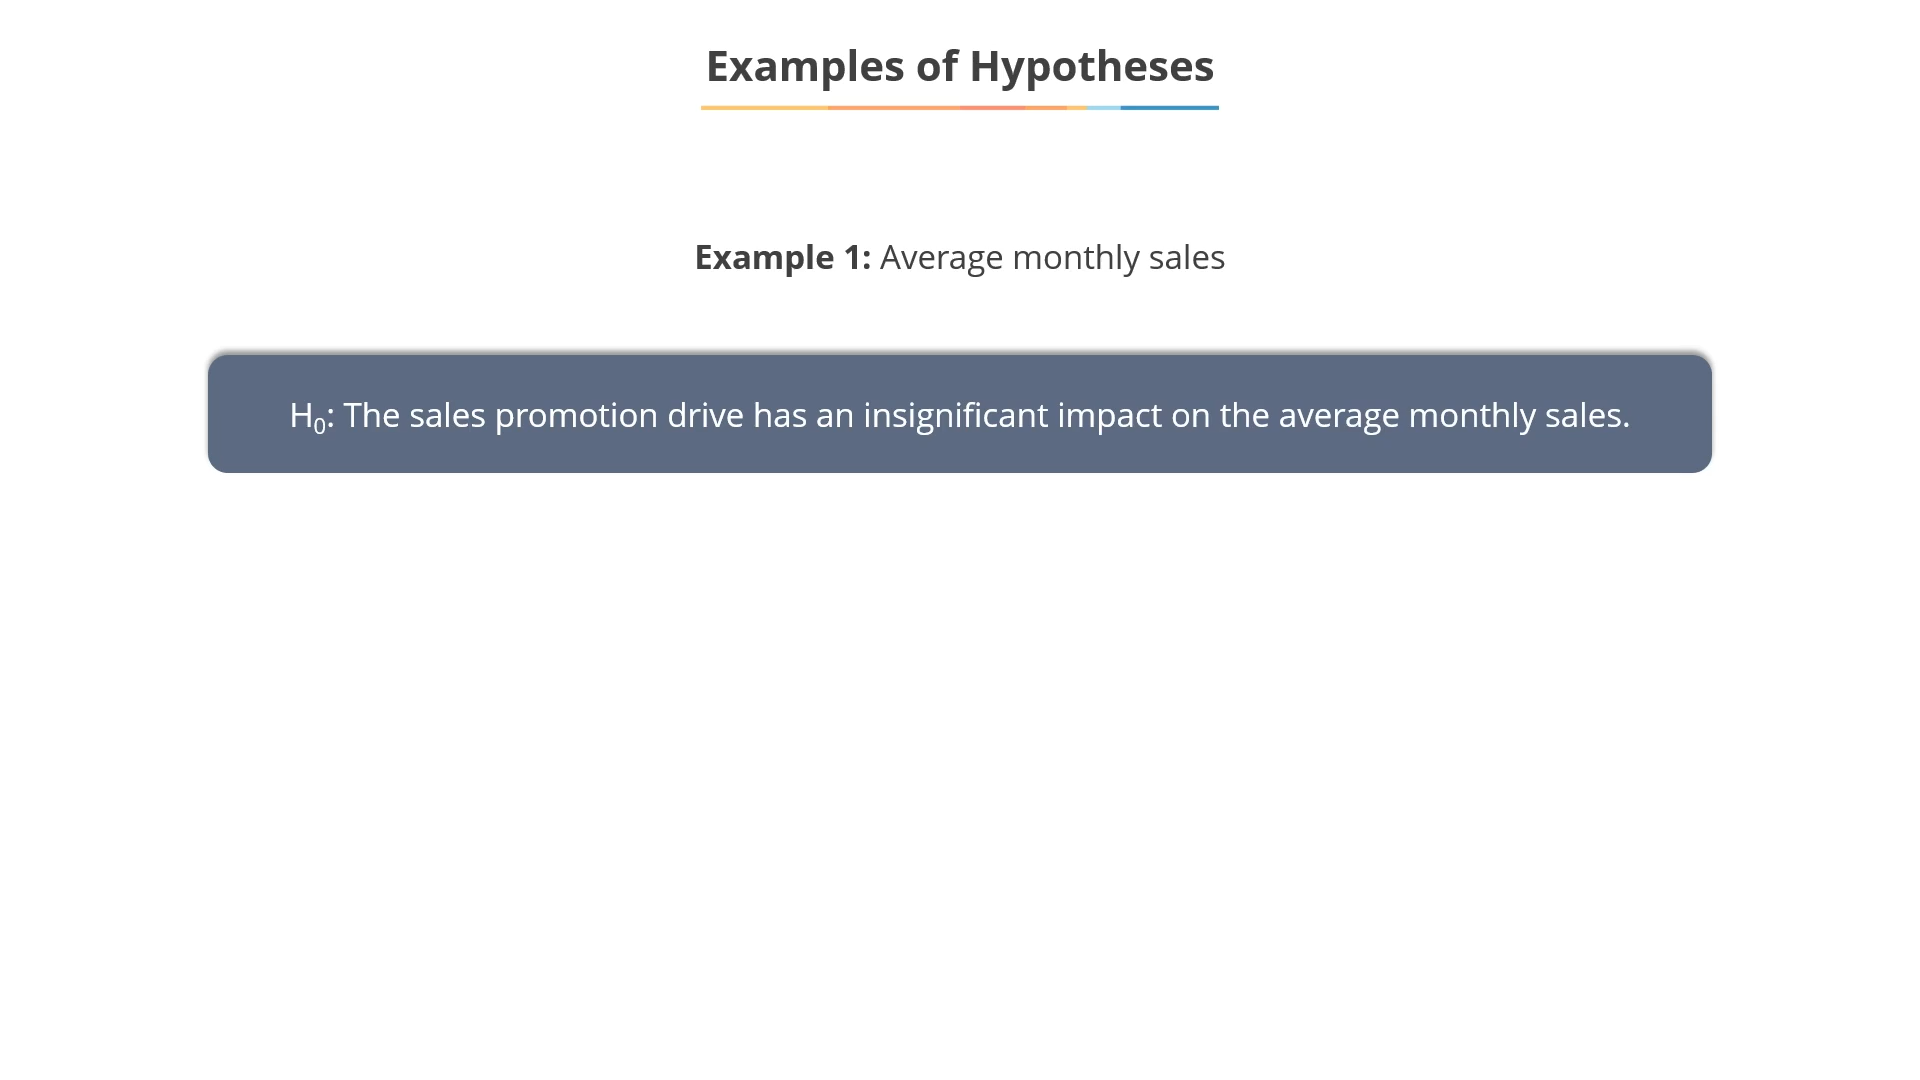 Examples of Hypotheses
Example 1: Average monthly sales
H₀: The sales promotion drive has an insignificant impact on the average monthly sales.